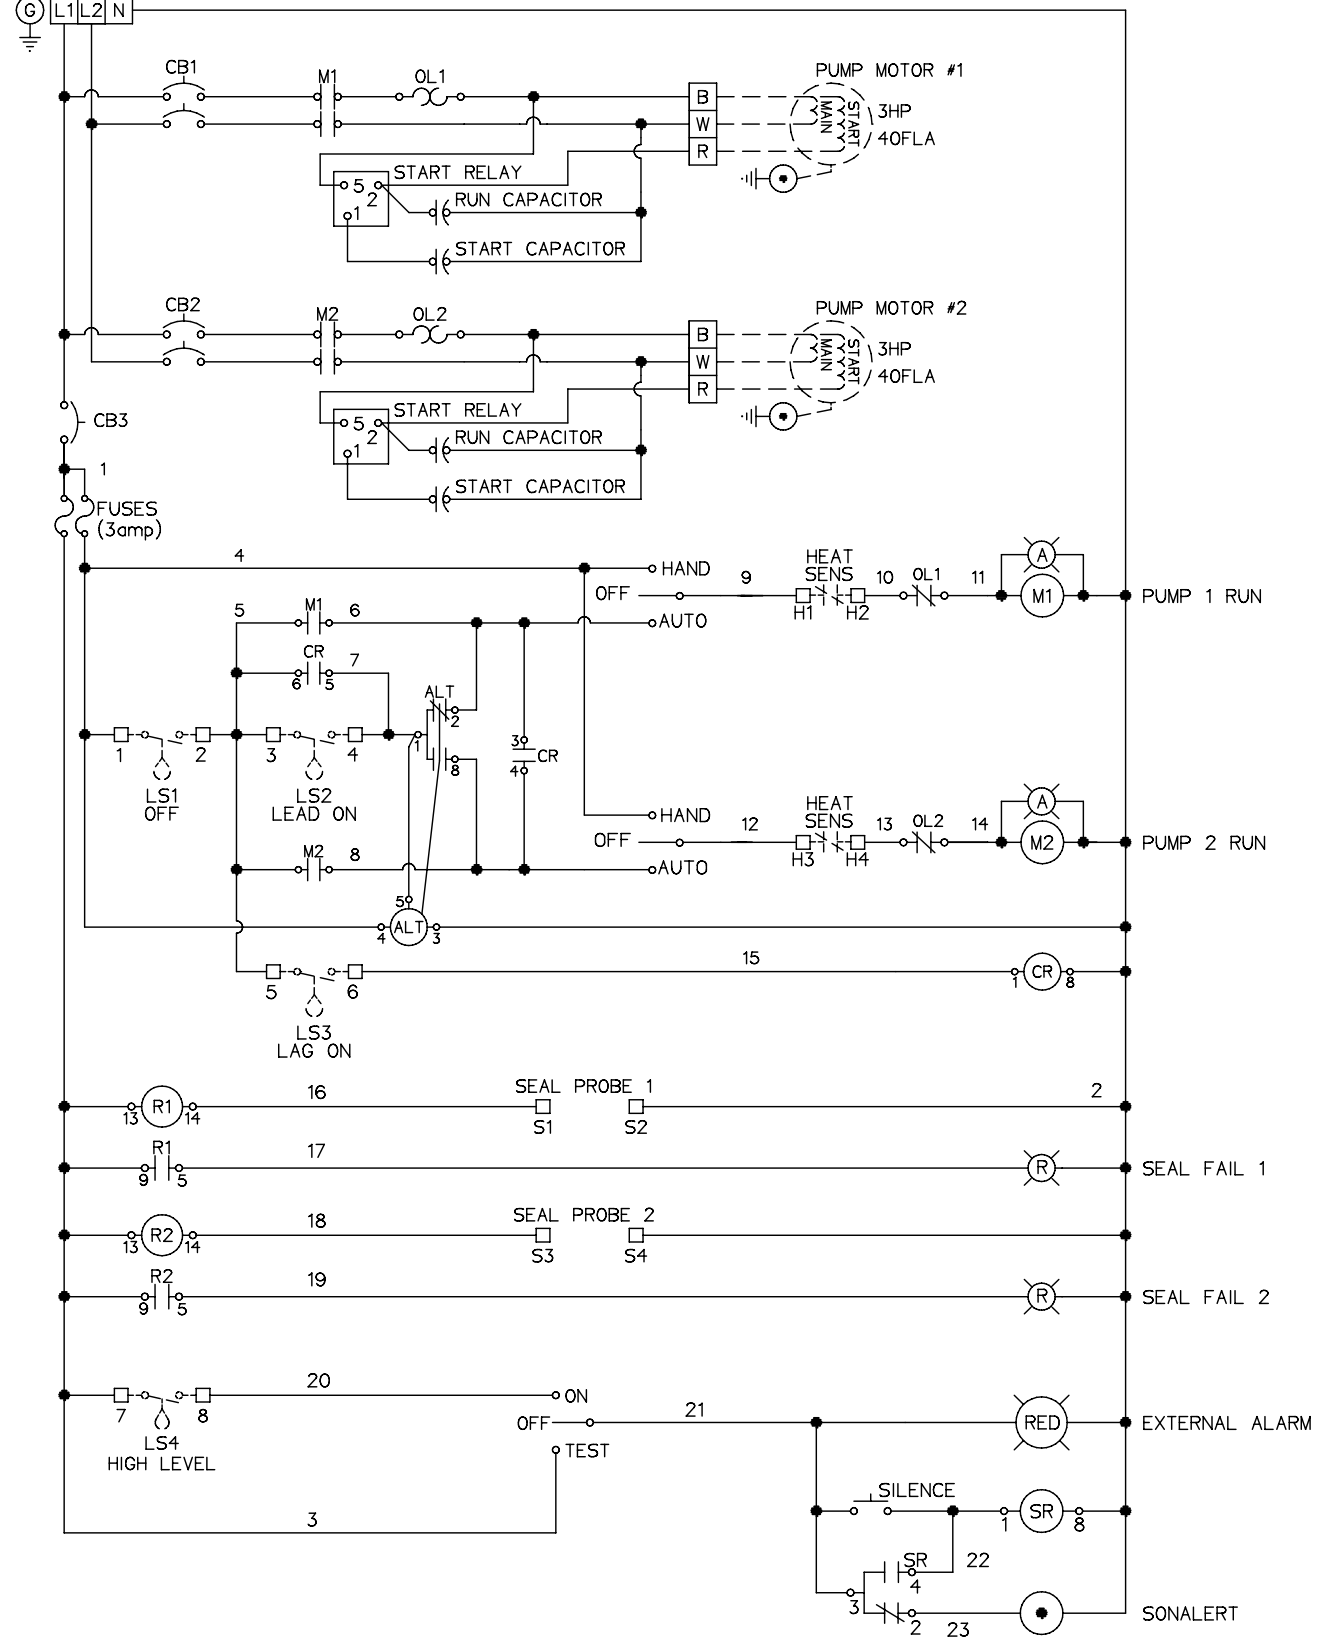 G L1 L2 N
CB1 M1 OL1 PUMP MOTOR #1
B
W
R
MAIN START
3HP
40FLA
START RELAY
5 2 1
RUN CAPACITOR
START CAPACITOR
CB2 M2 OL2 PUMP MOTOR #2
B
W
R
MAIN START
3HP
40FLA
START RELAY
5 2 1
RUN CAPACITOR
START CAPACITOR
CB3
1
FUSES
(3amp)
4 HAND
OFF 9 HEAT SENS 10 OL1 11 A
H1 H2 M1 PUMP 1 RUN
5 M1 6 AUTO
CR 7
6 5
ALT
2
1 2 3 4 1
8
3 CR
4
LS1
OFF
LS2
LEAD ON
HAND
OFF 12 HEAT SENS 13 OL2 14 A
H3 H4 M2 PUMP 2 RUN
M2 8 AUTO
5
4 ALT 3
15
5 6 1 CR 8
LS3
LAG ON
R1 16 SEAL PROBE 1 2
13 14 S1 S2
R1 17 R SEAL FAIL 1
9 5
R2 18 SEAL PROBE 2
13 14 S3 S4
R2 19 R SEAL FAIL 2
9 5
20 ON
7 8
LS4
HIGH LEVEL
OFF 21 RED EXTERNAL ALARM
TEST
3
SILENCE
1 SR 8
SR 22
4
3
2 23 SONALERT